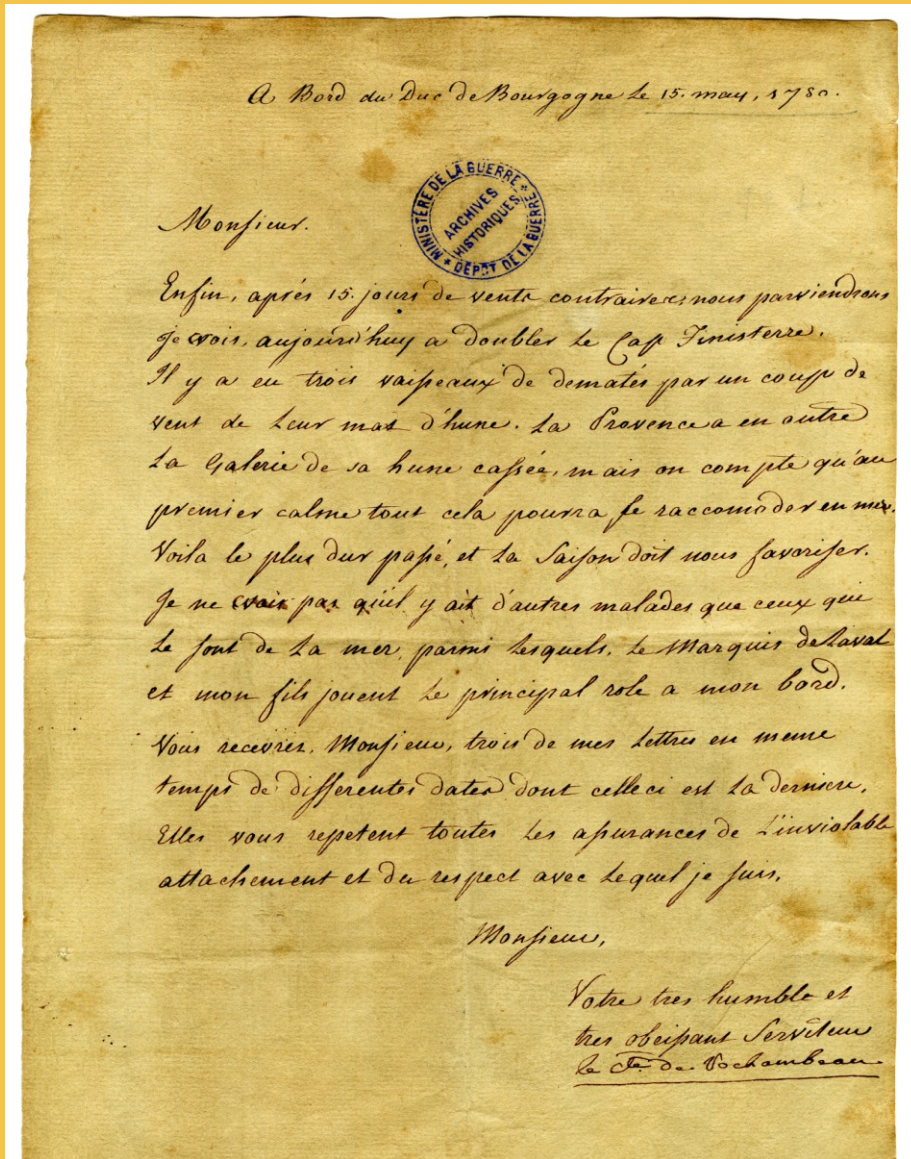 A Bord du Duc de Bourgogne Le 15. may, 1780.
MINISTÈRE DE LA GUERRE
ARCHIVES
HISTORIQUES
DÉPOT DE LA GUERRE
Monsieur.
Enfin, aprés 15. jours de vents contraires; nous parviendrons
je crois, aujourd'huy a doubler Le Cap Finisterre.
Il y a eu trois vaisseaux de dematés par un coup de
vent de Leur mat d'hune. La Provence a en outre
La Galerie de sa hune cassée, mais on compte qu'au
premier calme tout cela pourra se raccomoder en mer.
Voila le plus dur passé, et La Saison doit nous favoriser.
Je ne crois pas qu'il y ait d'autres malades que ceux qui
Le sont de La mer, parmi Lesquels, Le Marquis de Laval
et mon fils jouent Le principal role a mon bord.
Vous recevrés, Monsieur, trois de mes Lettres en meme
temps de differentes dates dont celle ci est La derniere,
Elles vous repetent toutes Les assurances de L'inviolable
attachement et du respect avec Lequel je suis,
Monsieur,
Votre tres humble et
tres obeissant Serviteur
Le Cte. de Rochambeau